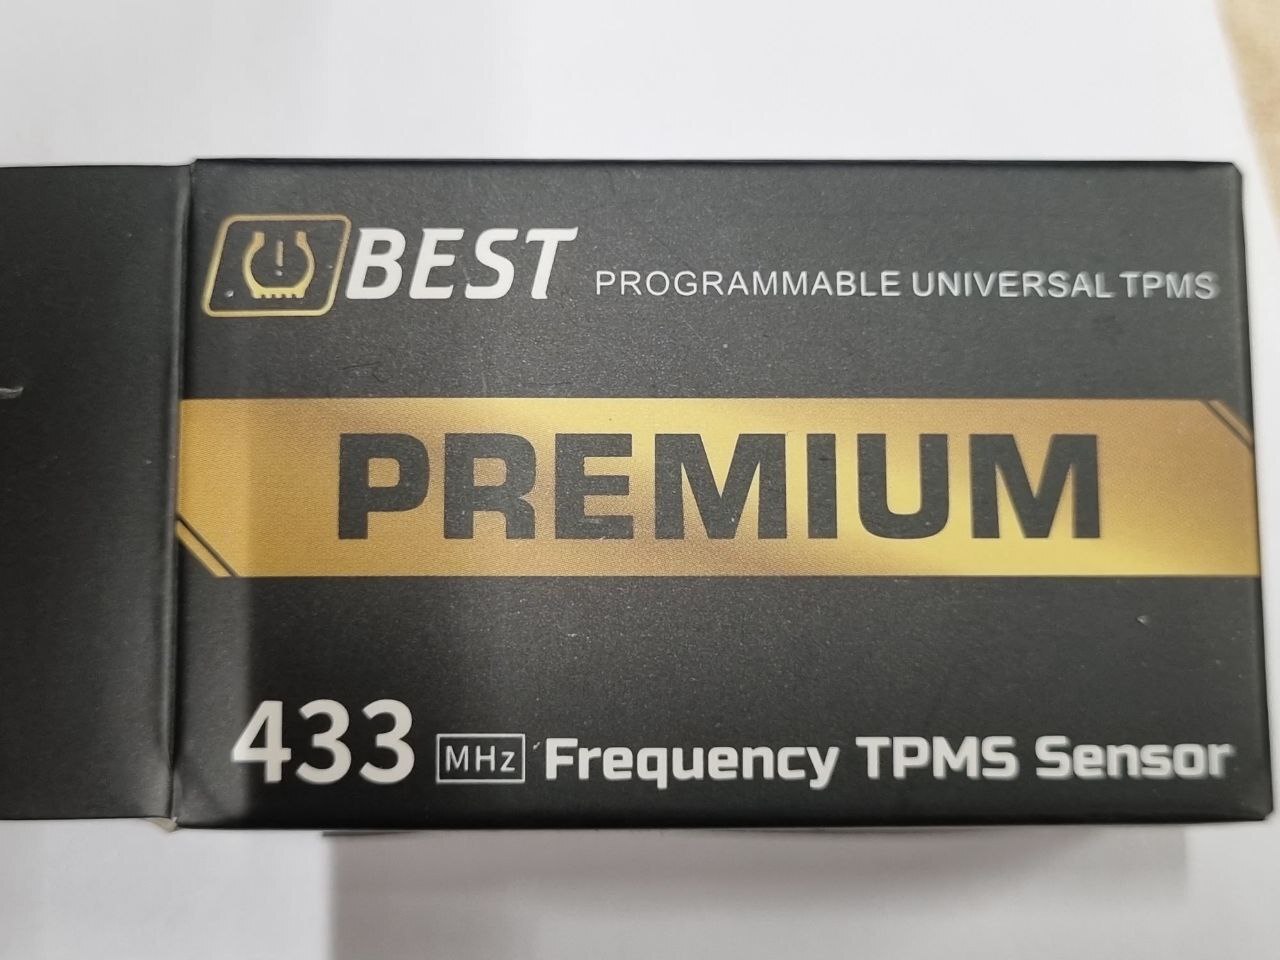 BEST PROGRAMMABLE UNIVERSAL TPMS
PREMIUM
433 MHz Frequency TPMS Sensor